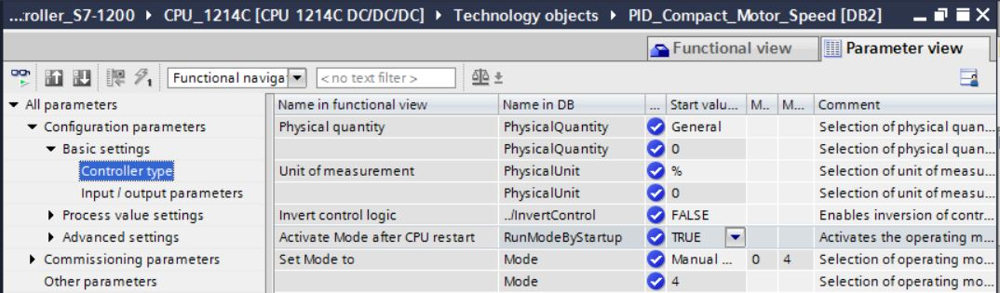 ...:roller_S7-1200 ▸ CPU_1214C [CPU 1214C DC/DC/DC] ▸ Technology objects ▸ PID_Compact_Motor_Speed [DB2]
Functional view Parameter view
Functional naviga <no text filter>
All parameters
Configuration parameters
Basic settings
Controller type
Input / output parameters
Process value settings
Advanced settings
Commissioning parameters
Other parameters
Name in functional view Name in DB ... Start valu... M.. M... Comment
Physical quantity PhysicalQuantity General Selection of physical quan...
PhysicalQuantity 0 Selection of physical quan...
Unit of measurement PhysicalUnit % Selection of unit of measu...
PhysicalUnit 0 Selection of unit of measu...
Invert control logic ../InvertControl FALSE Enables inversion of contr...
Activate Mode after CPU restart RunModeByStartup TRUE Activates the operating m...
Set Mode to Mode Manual ... 0 4 Selection of operating mo...
Mode 4 Selection of operating mo...